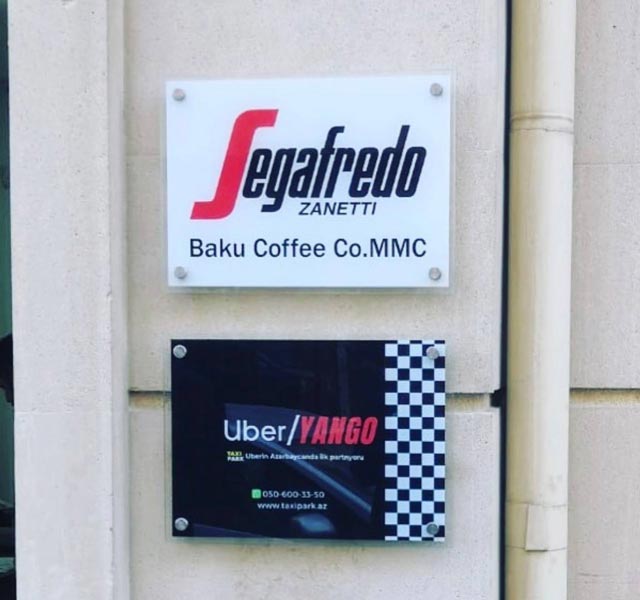 Segafredo
ZANETTI
Baku Coffee Co.MMC
Uber/YANGO
TAXI PARK Uberin Azərbaycanda ilk partnyoru
050-600-33-50
www.taxipark.az